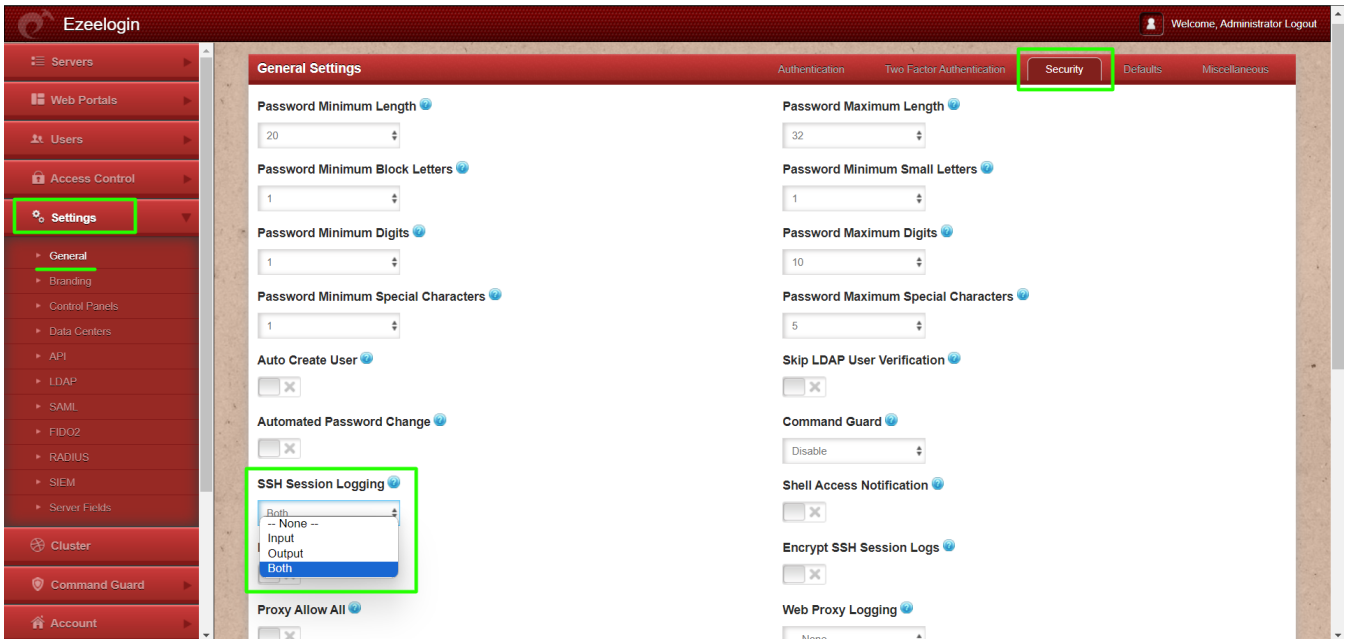 Ezeelogin
Welcome, Administrator Logout
Servers
Web Portals
Users
Access Control
Settings
General
Branding
Control Panels
Data Centers
API
LDAP
SAML
FIDO2
RADIUS
SIEM
Server Fields
Cluster
Command Guard
Account
General Settings
Authentication Two Factor Authentication Security Defaults Miscellaneous
Password Minimum Length Password Maximum Length
20 32
Password Minimum Block Letters Password Minimum Small Letters
1 1
Password Minimum Digits Password Maximum Digits
1 10
Password Minimum Special Characters Password Maximum Special Characters
1 5
Auto Create User Skip LDAP User Verification
Automated Password Change Command Guard
Disable
SSH Session Logging Shell Access Notification
Both
-- None --
Input
Output
Both
Encrypt SSH Session Logs
Proxy Allow All Web Proxy Logging
None